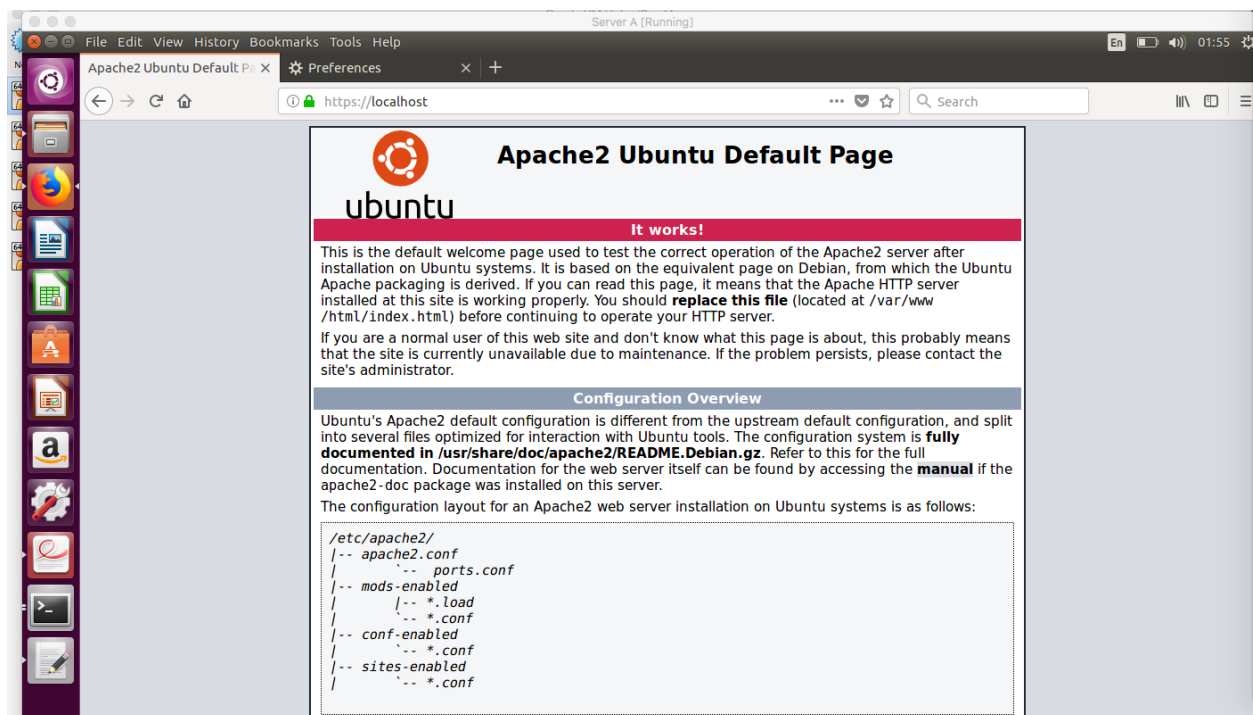 Server A [Running]
File Edit View History Bookmarks Tools Help
En
01:55
Apache2 Ubuntu Default Pa
Preferences
https://localhost
Search
ubuntu
Apache2 Ubuntu Default Page
It works!
This is the default welcome page used to test the correct operation of the Apache2 server after
installation on Ubuntu systems. It is based on the equivalent page on Debian, from which the Ubuntu
Apache packaging is derived. If you can read this page, it means that the Apache HTTP server
installed at this site is working properly. You should replace this file (located at /var/www
/html/index.html) before continuing to operate your HTTP server.
If you are a normal user of this web site and don't know what this page is about, this probably means
that the site is currently unavailable due to maintenance. If the problem persists, please contact the
site's administrator.
Configuration Overview
Ubuntu's Apache2 default configuration is different from the upstream default configuration, and split
into several files optimized for interaction with Ubuntu tools. The configuration system is fully
documented in /usr/share/doc/apache2/README.Debian.gz. Refer to this for the full
documentation. Documentation for the web server itself can be found by accessing the manual if the
apache2-doc package was installed on this server.
The configuration layout for an Apache2 web server installation on Ubuntu systems is as follows:
/etc/apache2/
|-- apache2.conf
|       `--  ports.conf
|-- mods-enabled
|       |-- *.load
|       `-- *.conf
|-- conf-enabled
|       `-- *.conf
|-- sites-enabled
|       `-- *.conf